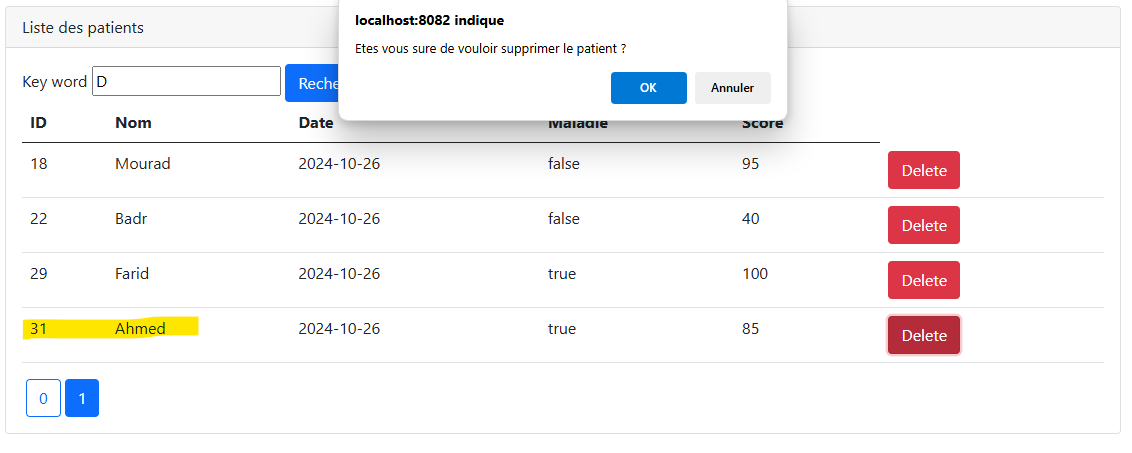 localhost:8082 indique
Etes vous sure de vouloir supprimer le patient ?
OK Annuler
Liste des patients
Key word D Reche
ID Nom Date Maladie Score
18 Mourad 2024-10-26 false 95 Delete
22 Badr 2024-10-26 false 40 Delete
29 Farid 2024-10-26 true 100 Delete
31 Ahmed 2024-10-26 true 85 Delete
0 1